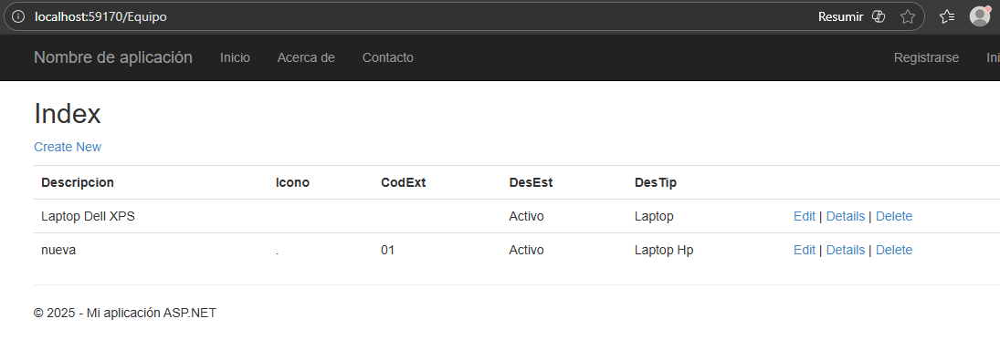 localhost:59170/Equipo Resumir
Nombre de aplicación Inicio Acerca de Contacto Registrarse Ini
Index
Create New
Descripcion Icono CodExt DesEst DesTip
Laptop Dell XPS Activo Laptop Edit | Details | Delete
nueva . 01 Activo Laptop Hp Edit | Details | Delete
© 2025 - Mi aplicación ASP.NET